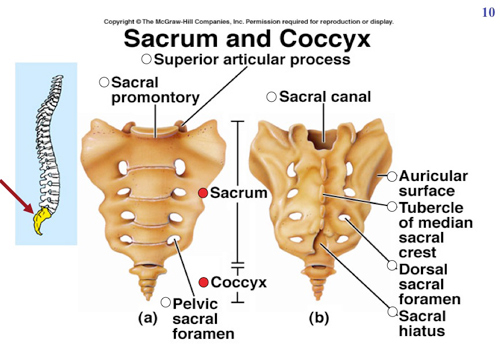 10
Copyright © The McGraw-Hill Companies, Inc. Permission required for reproduction or display.
Sacrum and Coccyx
Superior articular process
Sacral
promontory
Sacral canal
Auricular
surface
Sacrum
Tubercle
of median
sacral
crest
Dorsal
sacral
foramen
Coccyx
Pelvic
sacral
foramen
Sacral
hiatus
(a)
(b)